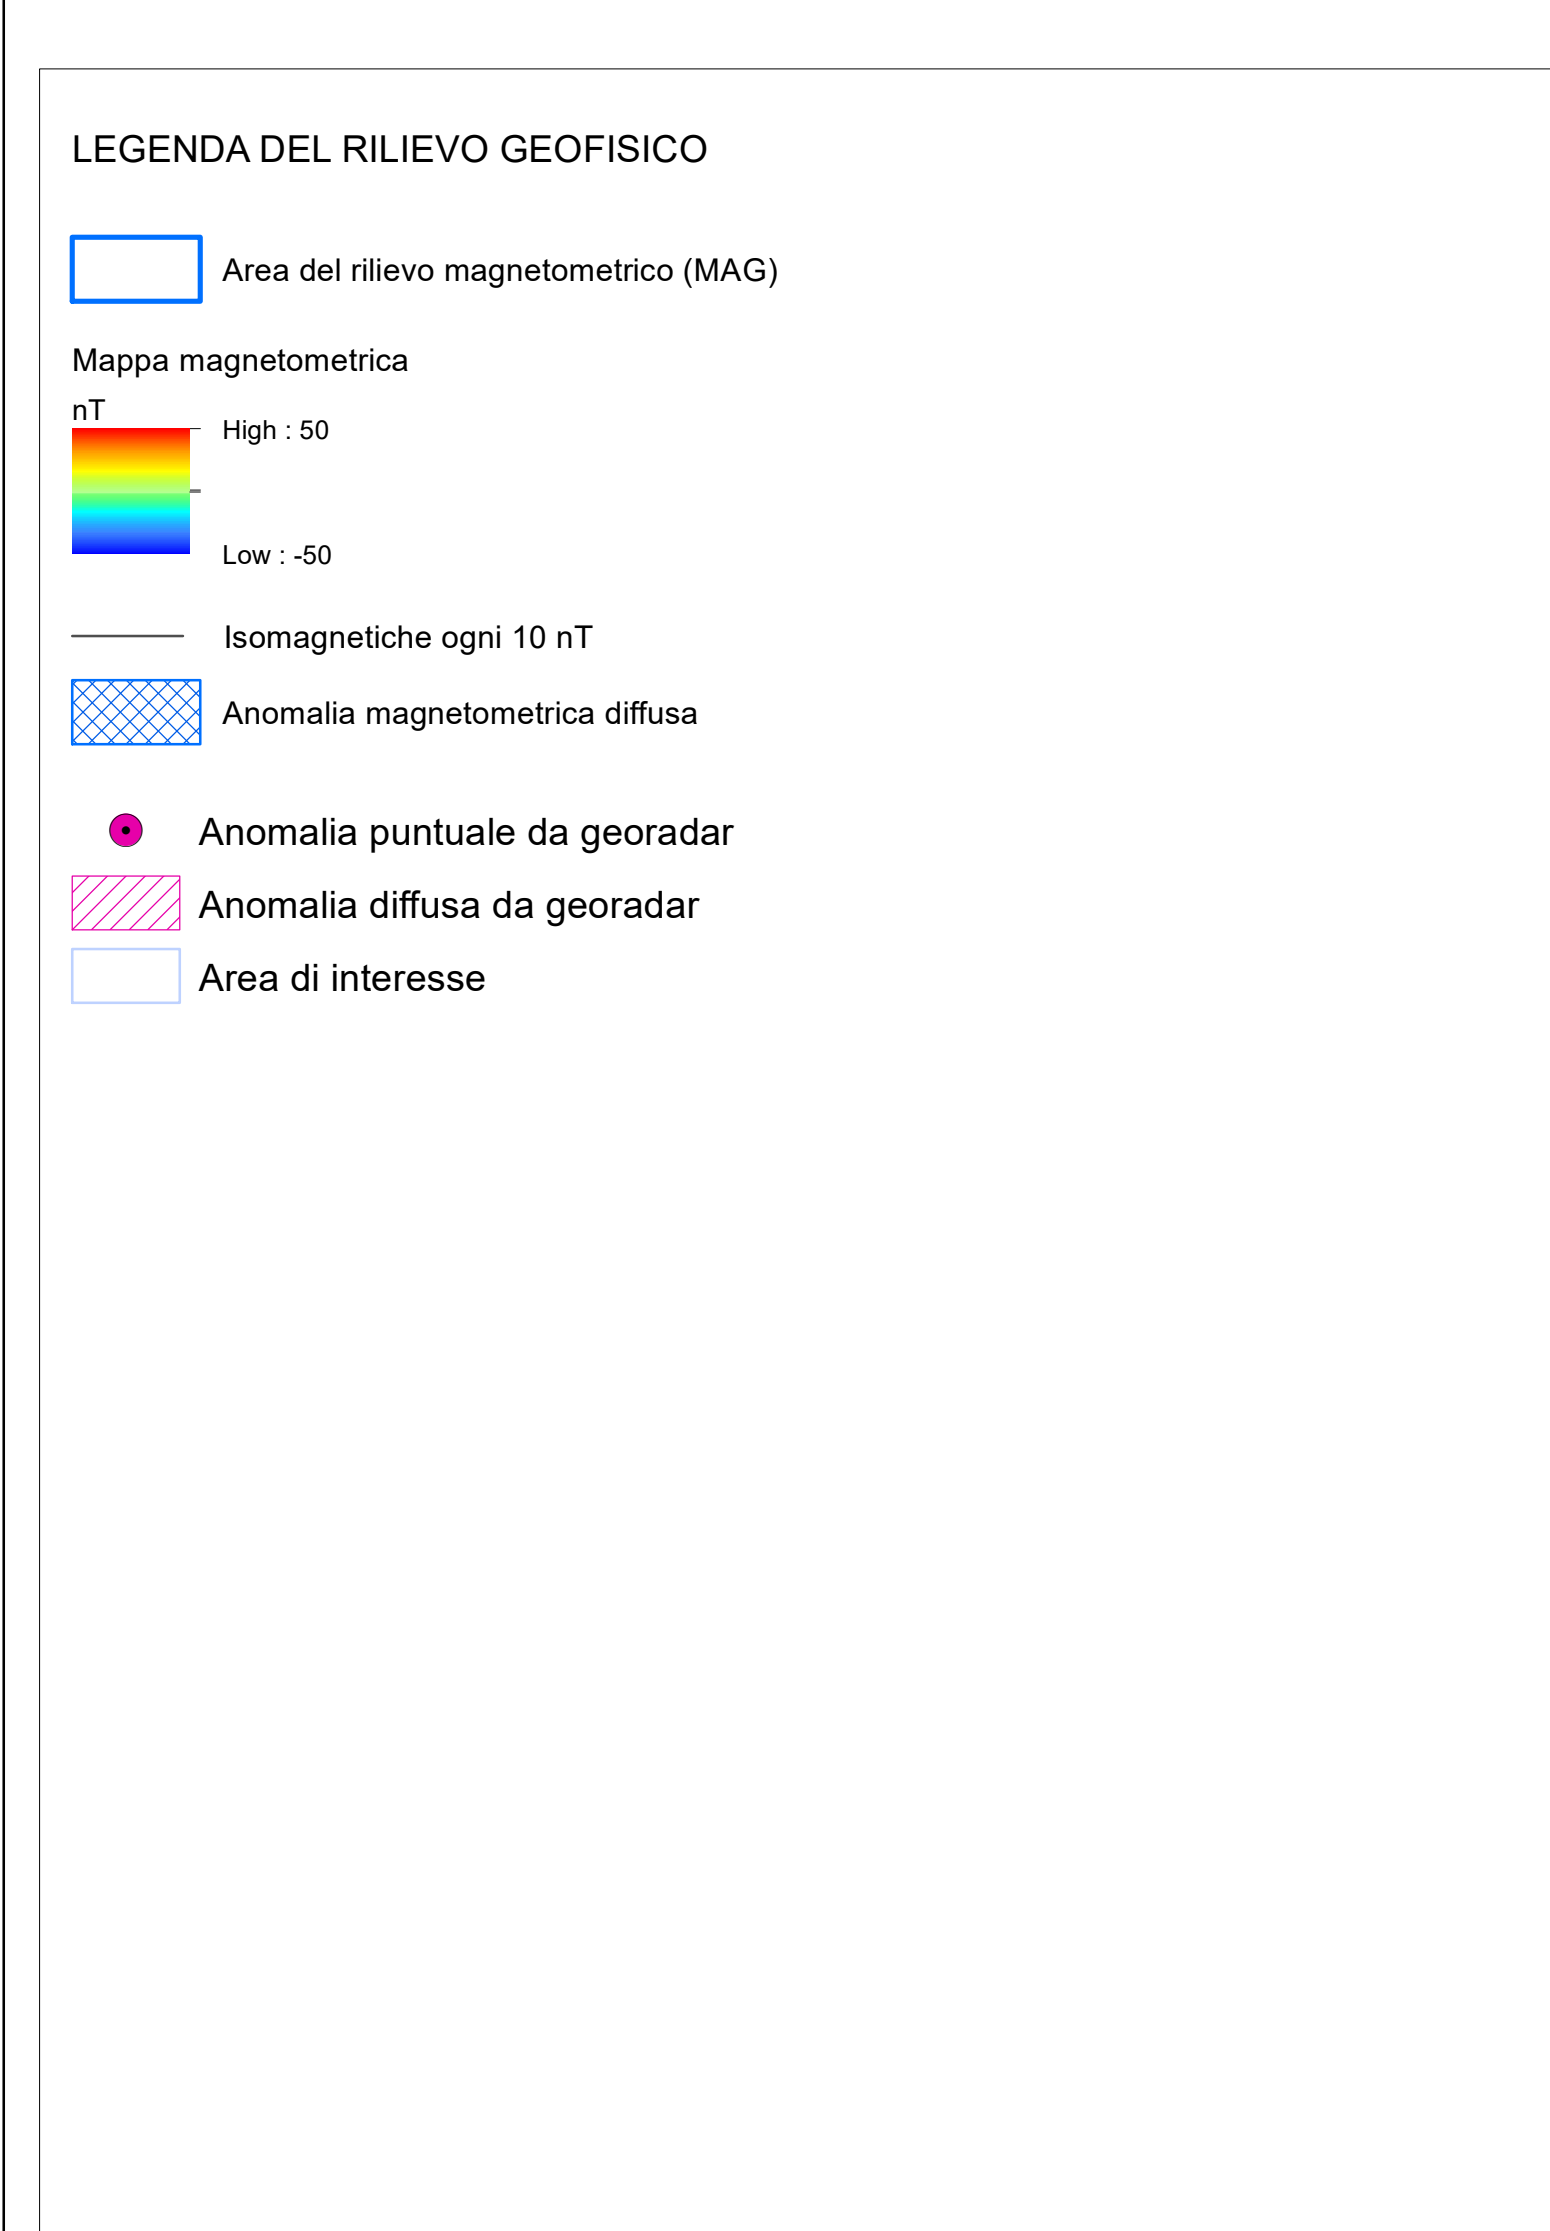 LEGENDA DEL RILIEVO GEOFISICO
Area del rilievo magnetometrico (MAG)
Mappa magnetometrica
nT
High : 50
Low : -50
Isomagnetiche ogni 10 nT
Anomalia magnetometrica diffusa
Anomalia puntuale da georadar
Anomalia diffusa da georadar
Area di interesse